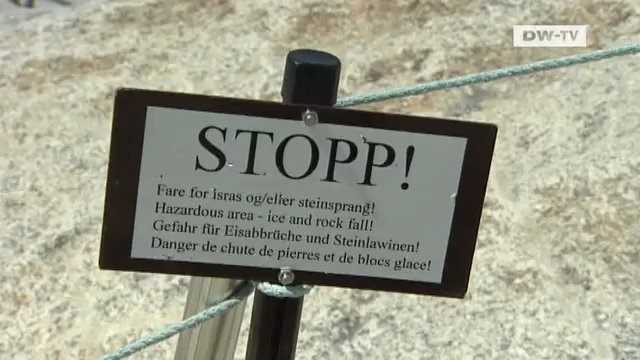 DW-TV
STOPP!
Fare for isras og/eller steinsprang!
Hazardous area - ice and rock fall!
Gefahr für Eisabbrüche und Steinlawinen!
Danger de chute de pierres et de blocs glace!